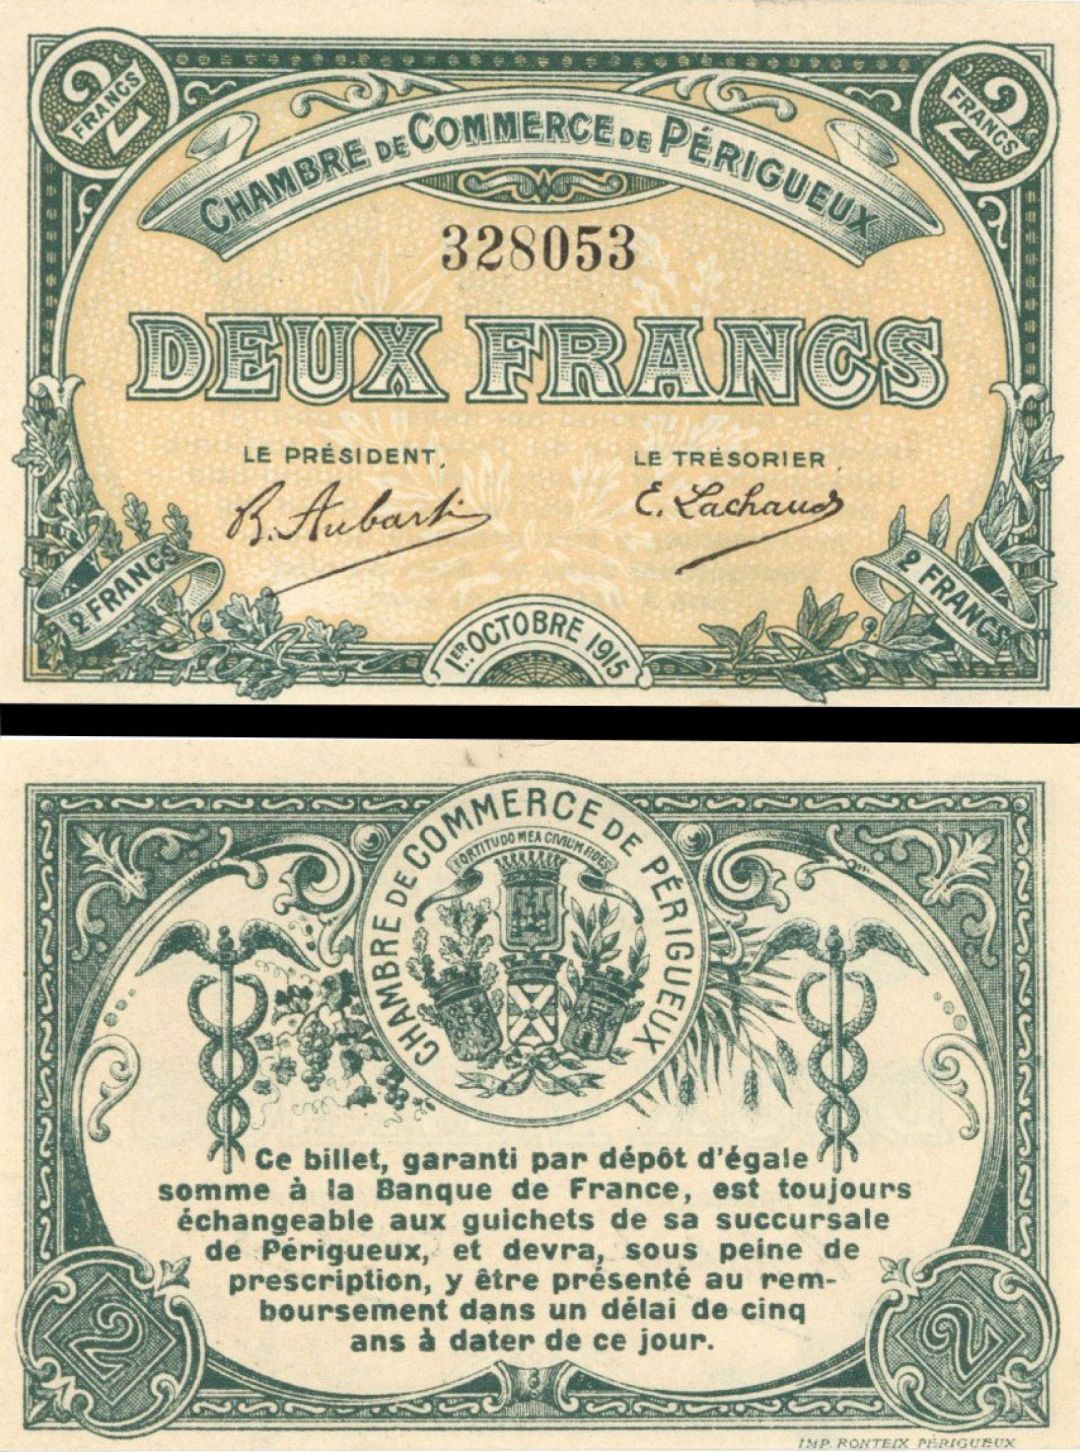 2
FRANCS
2
FRANCS
CHAMBRE DE COMMERCE DE PÉRIGUEUX
328053
DEUX FRANCS
LE PRÉSIDENT,
LE TRÉSORIER,
E. Lachaud
2 FRANCS
2 FRANCS
1ER OCTOBRE 1915
CHAMBRE DE COMMERCE DE PÉRIGUEUX
FORTITUDO MEA CIVIUM FIDES
Ce billet, garanti par dépôt d'égale
somme à la Banque de France, est toujours
échangeable aux guichets de sa succursale
de Périgueux, et devra, sous peine de
prescription, y être présenté au rem-
boursement dans un délai de cinq
ans à dater de ce jour.
2
2
IMP. RONTEIX PÉRIGUEUX